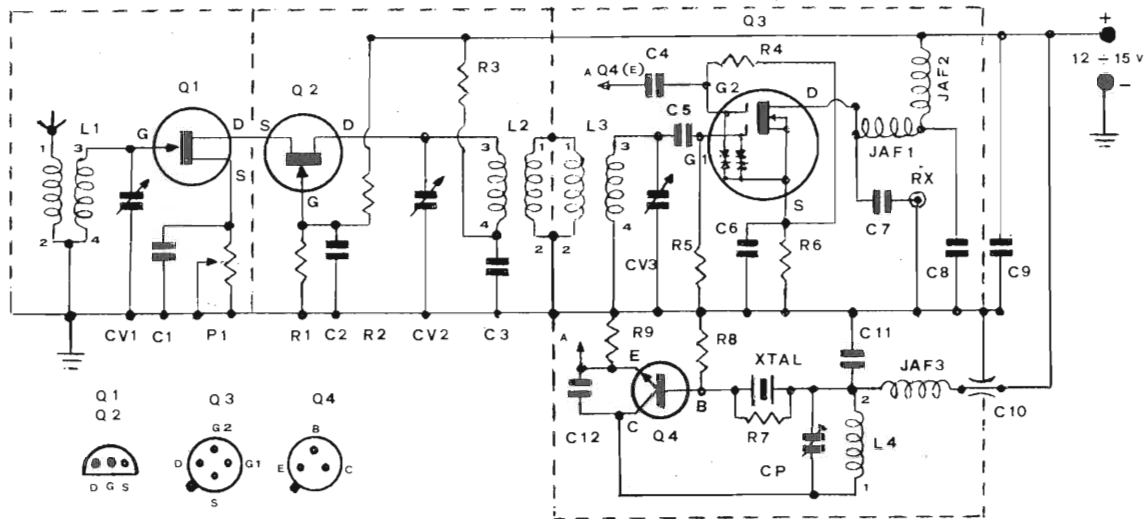 Q3
+
12 ÷ 15 v
-
Q1
Q2
R3
C4
R4
A Q4 (E)
G2
D
JAF2
L1
G
D
S
D
L2
L3
C5
G1
JAF1
RX
1
3
S
G
3
1
1
3
S
C7
2
4
4
2
2
4
C6
R5
R6
CV3
C8
C9
CV1
C1
P1
R1
C2
R2
CV2
C3
A
R9
R8
C11
E
XTAL
JAF3
B
2
C10
C12
C
Q4
R7
CP
L4
1
Q1
Q2
Q3
Q4
G2
B
D
G1
E
C
D G S
S